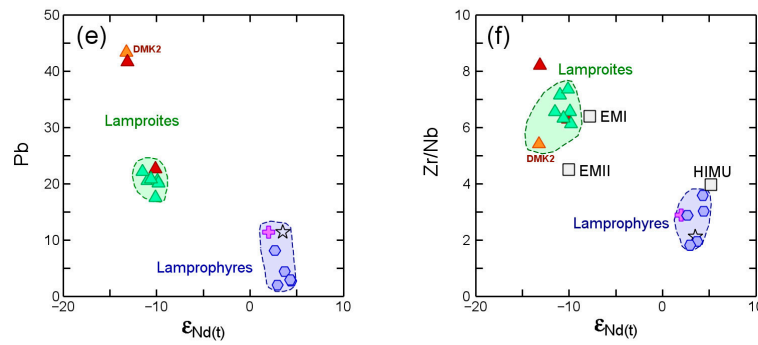 (e)
50
40
30
20
10
0
Pb
DMK2
Lamproites
Lamprophyres
−20
−10
0
10
εNd(t)
(f)
10
8
6
4
2
0
Zr/Nb
Lamproites
EMI
DMK2
EMII
HIMU
Lamprophyres
−20
−10
0
10
εNd(t)